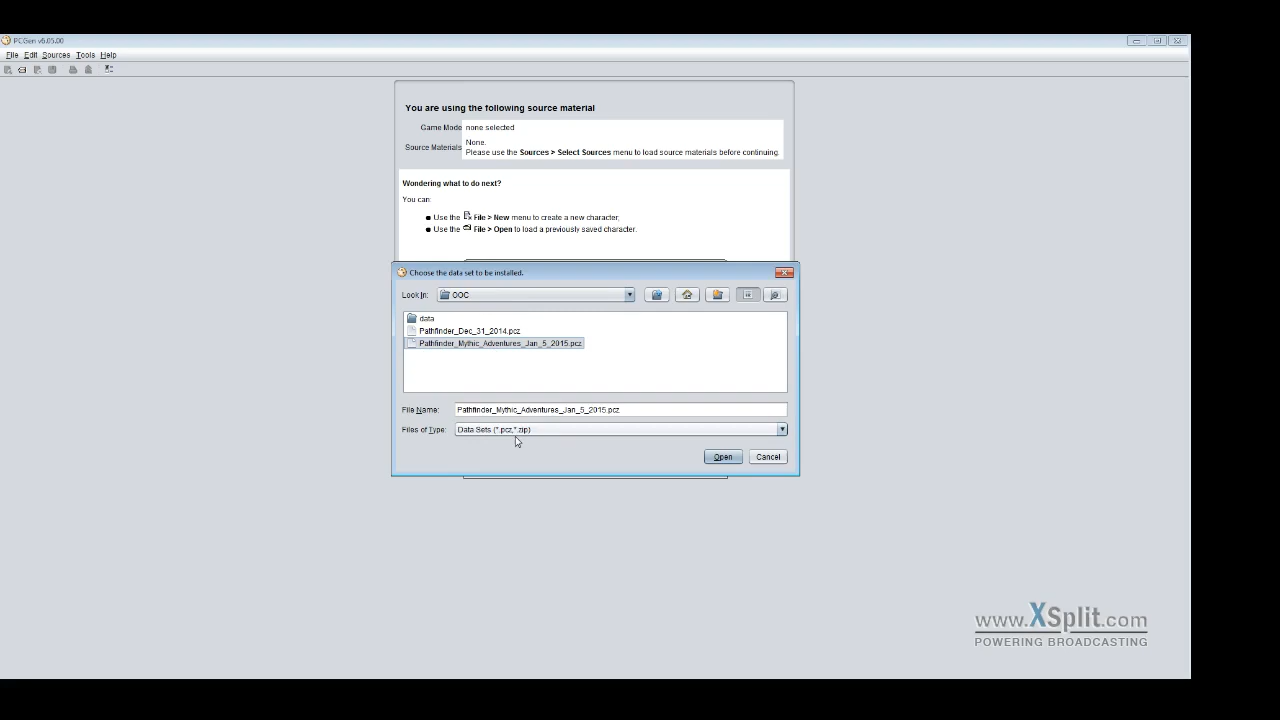 PCGen v6.05.00
File Edit Sources Tools Help
You are using the following source material
Game Mode none selected
Source Materials None.
Please use the Sources > Select Sources menu to load source materials before continuing.
Wondering what to do next?
You can:
Use the File > New menu to create a new character,
Use the File > Open to load a previously saved character.
Choose the data set to be installed.
Look In: OOC
data
Pathfinder_Dec_31_2014.pcz
Pathfinder_Mythic_Adventures_Jan_5_2015.pcz
File Name: Pathfinder_Mythic_Adventures_Jan_5_2015.pcz
Files of Type: Data Sets (*.pcz,*.zip)
Open Cancel
www.XSplit.com
POWERING BROADCASTING